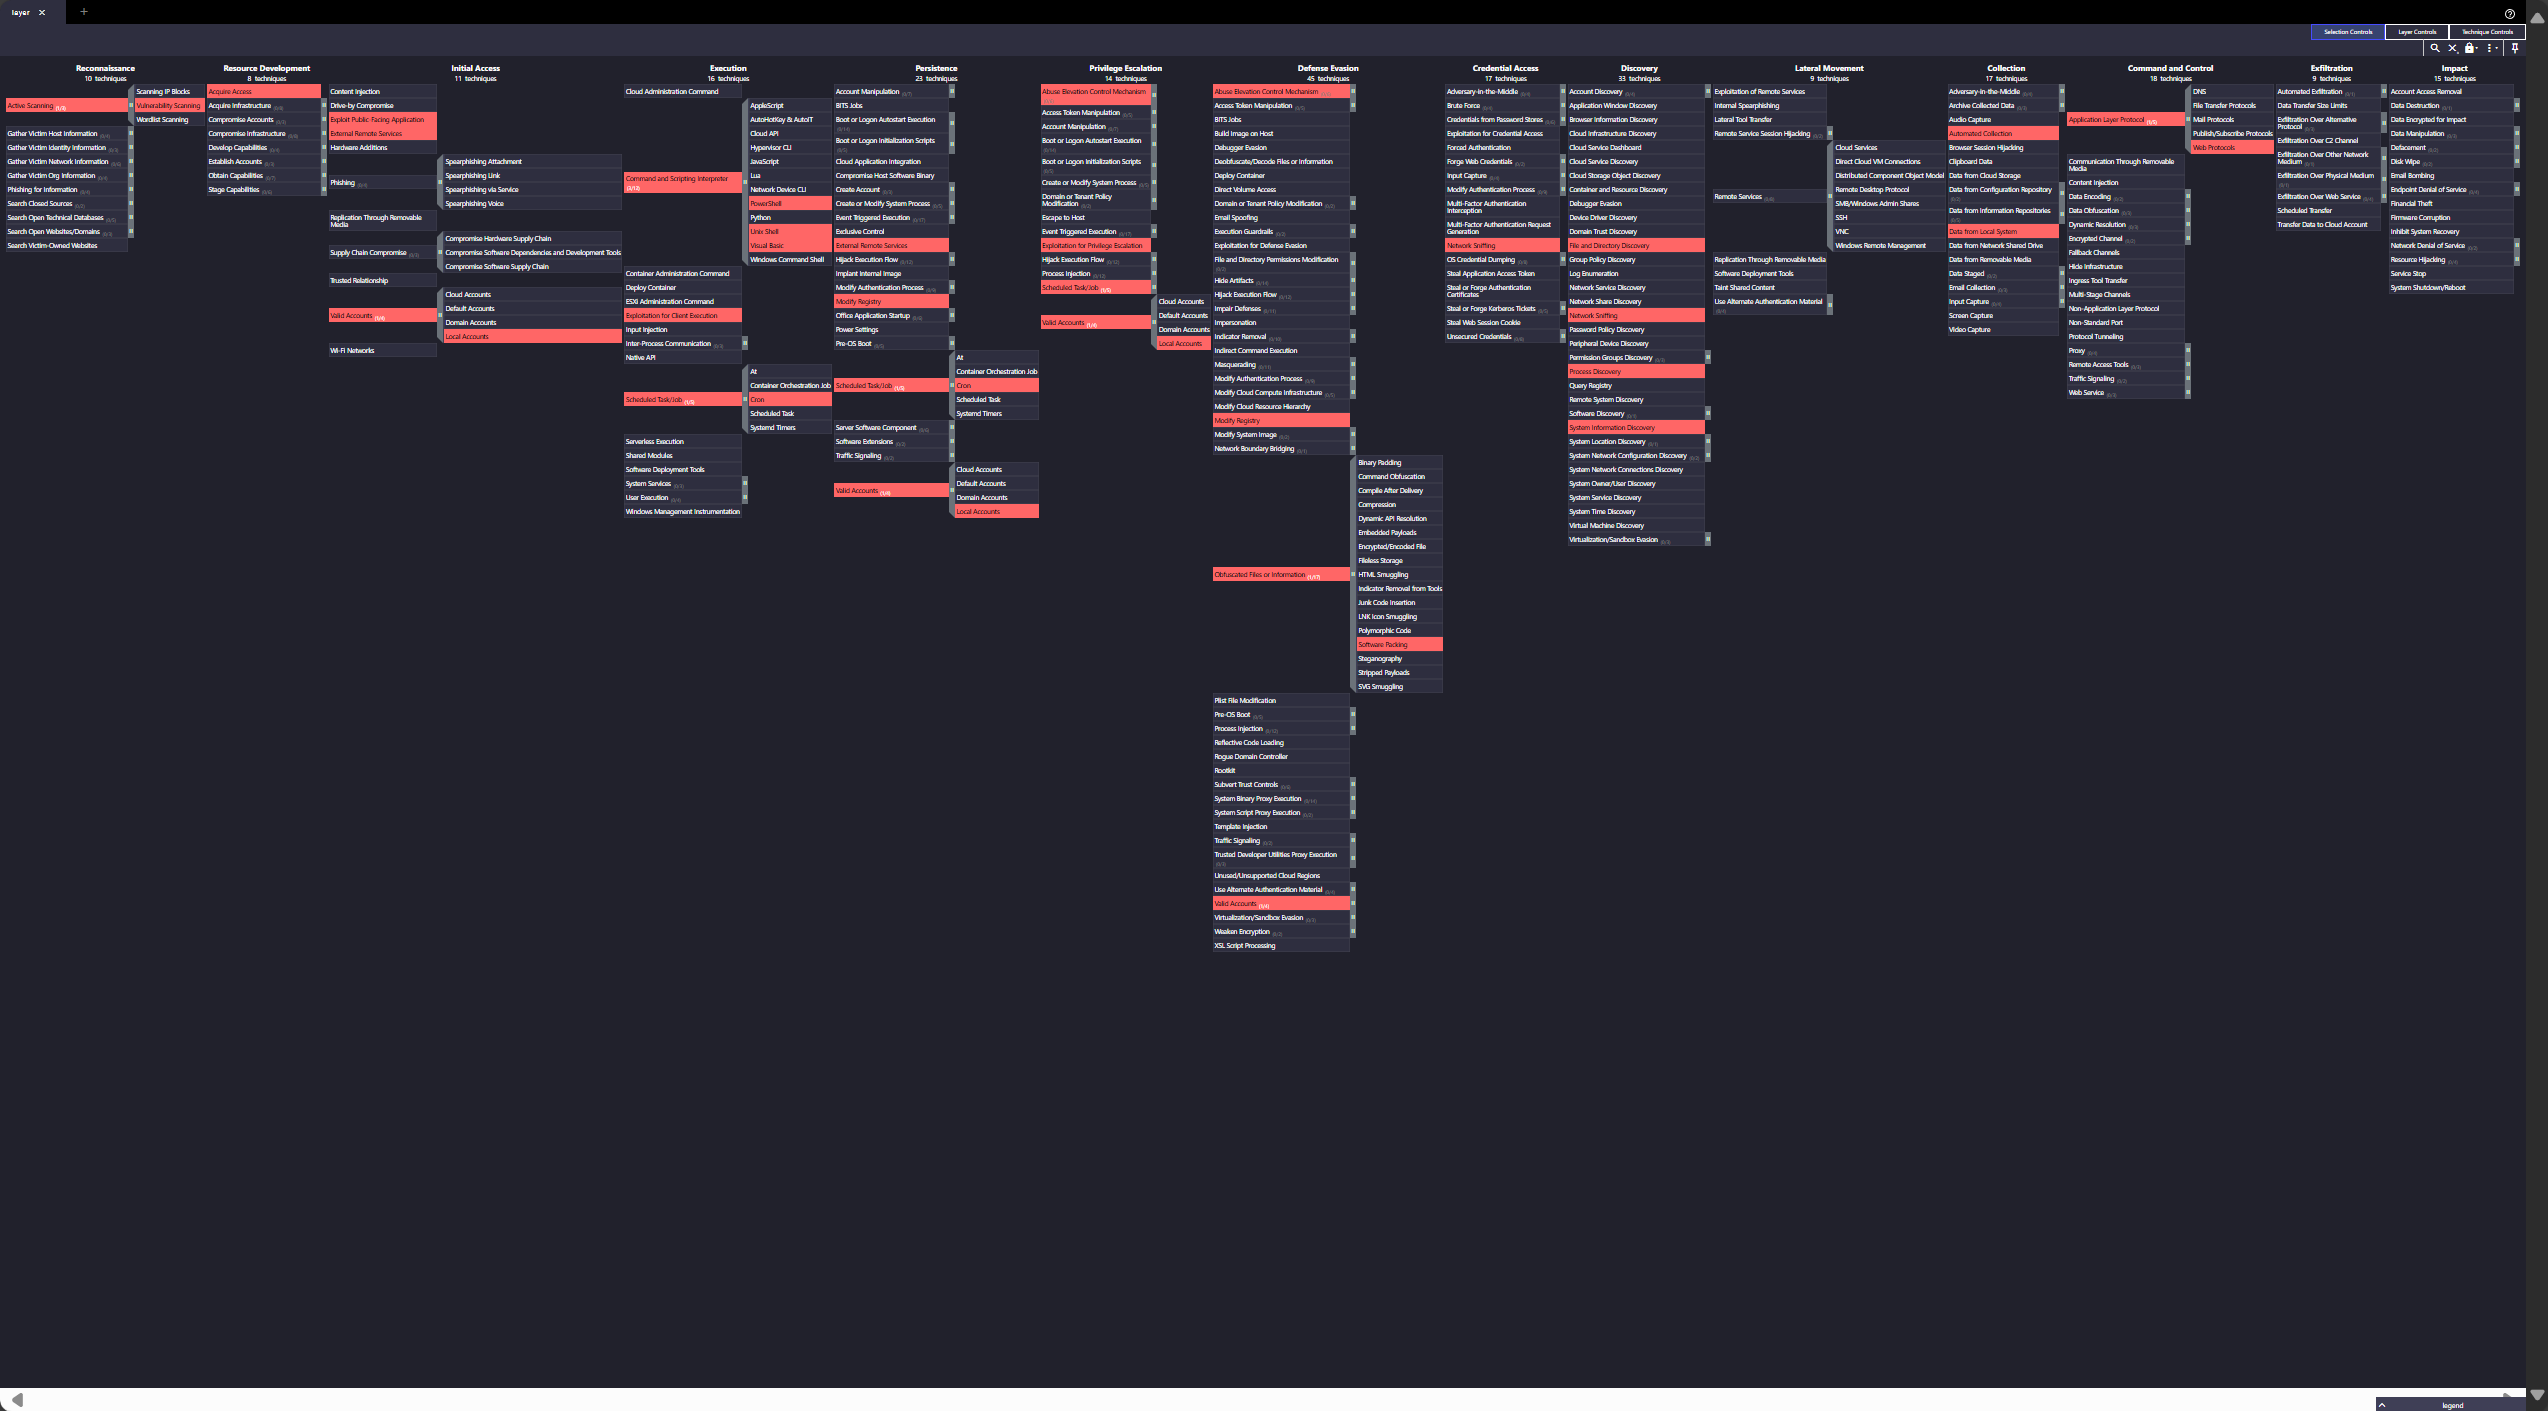 layer
Selection Controls
Layer Controls
Technique Controls
Reconnaissance
10 techniques
Active Scanning (1/3)
Scanning IP Blocks
Vulnerability Scanning
Wordlist Scanning
Gather Victim Host Information
Gather Victim Identity Information
Gather Victim Network Information
Gather Victim Org Information
Phishing for Information
Search Closed Sources
Search Open Technical Databases
Search Open Websites/Domains
Search Victim-Owned Websites
Resource Development
8 techniques
Acquire Access
Acquire Infrastructure
Compromise Accounts
Compromise Infrastructure
Develop Capabilities
Establish Accounts
Obtain Capabilities
Stage Capabilities
Initial Access
11 techniques
Content Injection
Drive-by Compromise
Exploit Public-Facing Application
External Remote Services
Hardware Additions
Phishing
Spearphishing Attachment
Spearphishing Link
Spearphishing via Service
Spearphishing Voice
Replication Through Removable
Media
Supply Chain Compromise
Compromise Hardware Supply Chain
Compromise Software Dependencies and Development Tools
Compromise Software Supply Chain
Trusted Relationship
Valid Accounts (1/4)
Cloud Accounts
Default Accounts
Domain Accounts
Local Accounts
Wi-Fi Networks
Execution
16 techniques
Cloud Administration Command
Command and Scripting Interpreter
AppleScript
AutoHotKey & AutoIT
Cloud API
Hypervisor CLI
JavaScript
Lua
Network Device CLI
PowerShell
Python
Unix Shell
Visual Basic
Windows Command Shell
Container Administration Command
Deploy Container
ESXi Administration Command
Exploitation for Client Execution
Input Injection
Inter-Process Communication
Native API
Scheduled Task/Job (1/5)
At
Container Orchestration Job
Cron
Scheduled Task
Systemd Timers
Serverless Execution
Shared Modules
Software Deployment Tools
System Services
User Execution
Windows Management Instrumentation
Persistence
23 techniques
Account Manipulation
BITS Jobs
Boot or Logon Autostart Execution
Boot or Logon Initialization Scripts
Cloud Application Integration
Compromise Host Software Binary
Create Account
Create or Modify System Process
Event Triggered Execution
Exclusive Control
External Remote Services
Hijack Execution Flow
Implant Internal Image
Modify Authentication Process
Modify Registry
Office Application Startup
Power Settings
Pre-OS Boot
Scheduled Task/Job (1/5)
At
Container Orchestration Job
Cron
Scheduled Task
Systemd Timers
Server Software Component
Software Extensions
Traffic Signaling
Valid Accounts (1/4)
Cloud Accounts
Default Accounts
Domain Accounts
Local Accounts
Privilege Escalation
14 techniques
Abuse Elevation Control Mechanism
Access Token Manipulation
Account Manipulation
Boot or Logon Autostart Execution
Boot or Logon Initialization Scripts
Create or Modify System Process
Domain or Tenant Policy
Modification
Escape to Host
Event Triggered Execution
Exploitation for Privilege Escalation
Hijack Execution Flow
Process Injection
Scheduled Task/Job (1/5)
Valid Accounts (1/4)
Cloud Accounts
Default Accounts
Domain Accounts
Local Accounts
Defense Evasion
45 techniques
Abuse Elevation Control Mechanism
Access Token Manipulation
BITS Jobs
Build Image on Host
Debugger Evasion
Deobfuscate/Decode Files or Information
Deploy Container
Direct Volume Access
Domain or Tenant Policy Modification
Email Spoofing
Execution Guardrails
Exploitation for Defense Evasion
File and Directory Permissions Modification
Hide Artifacts
Hijack Execution Flow
Impair Defenses
Impersonation
Indicator Removal
Indirect Command Execution
Masquerading
Modify Authentication Process
Modify Cloud Compute Infrastructure
Modify Cloud Resource Hierarchy
Modify Registry
Modify System Image
Network Boundary Bridging
Obfuscated Files or Information (1/17)
Binary Padding
Command Obfuscation
Compile After Delivery
Compression
Dynamic API Resolution
Embedded Payloads
Encrypted/Encoded File
Fileless Storage
HTML Smuggling
Indicator Removal from Tools
Junk Code Insertion
LNK Icon Smuggling
Polymorphic Code
Software Packing
Steganography
Stripped Payloads
SVG Smuggling
Plist File Modification
Pre-OS Boot
Process Injection
Reflective Code Loading
Rogue Domain Controller
Rootkit
Subvert Trust Controls
System Binary Proxy Execution
System Script Proxy Execution
Template Injection
Traffic Signaling
Trusted Developer Utilities Proxy Execution
Unused/Unsupported Cloud Regions
Use Alternate Authentication Material
Valid Accounts (1/4)
Virtualization/Sandbox Evasion
Weaken Encryption
XSL Script Processing
Credential Access
17 techniques
Adversary-in-the-Middle
Brute Force
Credentials from Password Stores
Exploitation for Credential Access
Forced Authentication
Forge Web Credentials
Input Capture
Modify Authentication Process
Multi-Factor Authentication
Interception
Multi-Factor Authentication Request
Generation
Network Sniffing
OS Credential Dumping
Steal Application Access Token
Steal or Forge Authentication
Certificates
Steal or Forge Kerberos Tickets
Steal Web Session Cookie
Unsecured Credentials
Discovery
33 techniques
Account Discovery
Application Window Discovery
Browser Information Discovery
Cloud Infrastructure Discovery
Cloud Service Dashboard
Cloud Service Discovery
Cloud Storage Object Discovery
Container and Resource Discovery
Debugger Evasion
Device Driver Discovery
Domain Trust Discovery
File and Directory Discovery
Group Policy Discovery
Log Enumeration
Network Service Discovery
Network Share Discovery
Network Sniffing
Password Policy Discovery
Peripheral Device Discovery
Permission Groups Discovery
Process Discovery
Query Registry
Remote System Discovery
Software Discovery
System Information Discovery
System Location Discovery
System Network Configuration Discovery
System Network Connections Discovery
System Owner/User Discovery
System Service Discovery
System Time Discovery
Virtual Machine Discovery
Virtualization/Sandbox Evasion
Lateral Movement
9 techniques
Exploitation of Remote Services
Internal Spearphishing
Lateral Tool Transfer
Remote Service Session Hijacking
Remote Services
Cloud Services
Direct Cloud VM Connections
Distributed Component Object Model
Remote Desktop Protocol
SMB/Windows Admin Shares
SSH
VNC
Windows Remote Management
Replication Through Removable Media
Software Deployment Tools
Taint Shared Content
Use Alternate Authentication Material
Collection
17 techniques
Adversary-in-the-Middle
Archive Collected Data
Audio Capture
Automated Collection
Browser Session Hijacking
Clipboard Data
Data from Cloud Storage
Data from Configuration Repository
Data from Information Repositories
Data from Local System
Data from Network Shared Drive
Data from Removable Media
Data Staged
Email Collection
Input Capture
Screen Capture
Video Capture
Command and Control
18 techniques
Application Layer Protocol (1/5)
DNS
File Transfer Protocols
Mail Protocols
Publish/Subscribe Protocols
Web Protocols
Communication Through Removable
Media
Content Injection
Data Encoding
Data Obfuscation
Dynamic Resolution
Encrypted Channel
Fallback Channels
Hide Infrastructure
Ingress Tool Transfer
Multi-Stage Channels
Non-Application Layer Protocol
Non-Standard Port
Protocol Tunneling
Proxy
Remote Access Tools
Traffic Signaling
Web Service
Exfiltration
9 techniques
Automated Exfiltration
Data Transfer Size Limits
Exfiltration Over Alternative
Protocol
Exfiltration Over C2 Channel
Exfiltration Over Other Network
Medium
Exfiltration Over Physical Medium
Exfiltration Over Web Service
Scheduled Transfer
Transfer Data to Cloud Account
Impact
15 techniques
Account Access Removal
Data Destruction
Data Encrypted for Impact
Data Manipulation
Defacement
Disk Wipe
Email Bombing
Endpoint Denial of Service
Financial Theft
Firmware Corruption
Inhibit System Recovery
Network Denial of Service
Resource Hijacking
Service Stop
System Shutdown/Reboot
legend